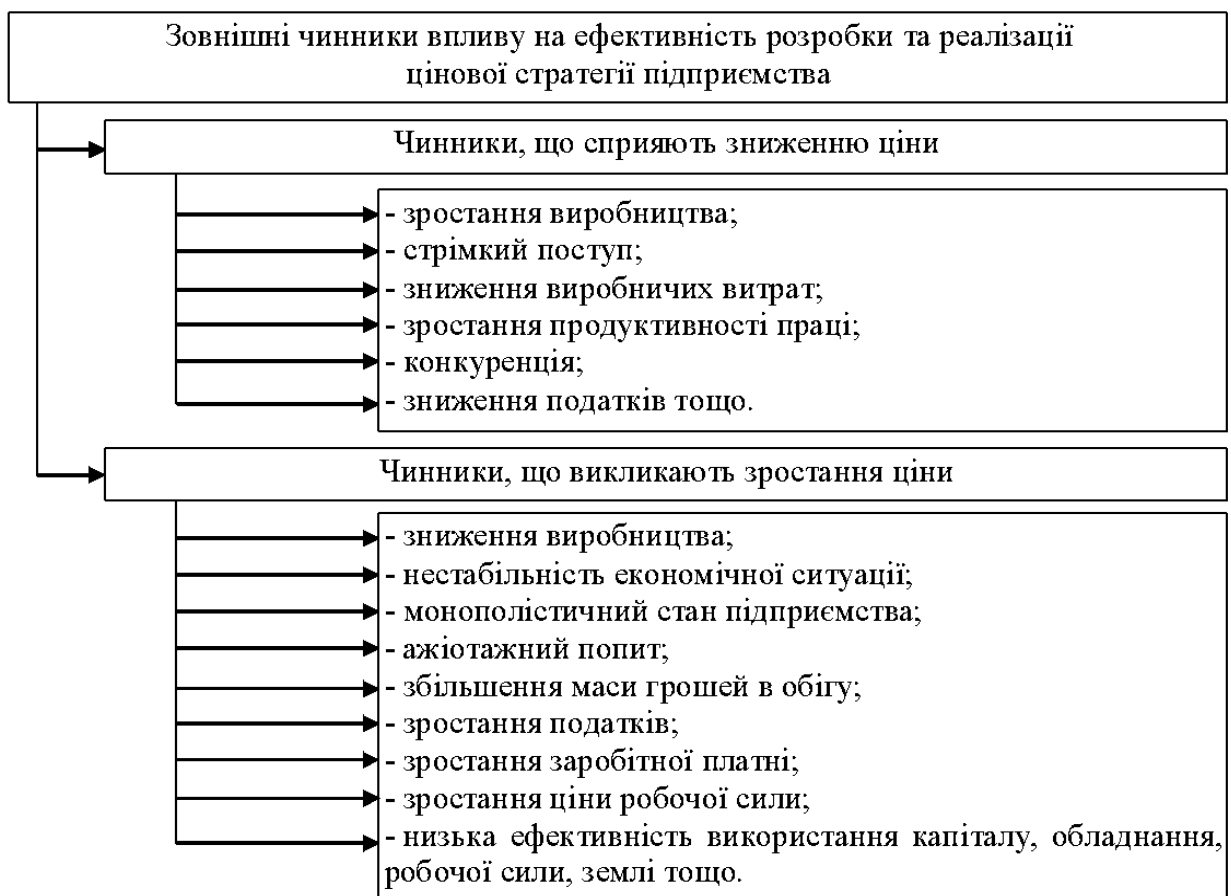 Зовнішні чинники впливу на ефективність розробки та реалізації
цінової стратегії підприємства
Чинники, що сприяють зниженню ціни
- зростання виробництва;
- стрімкий поступ;
- зниження виробничих витрат;
- зростання продуктивності праці;
- конкуренція;
- зниження податків тощо.
Чинники, що викликають зростання ціни
- зниження виробництва;
- нестабільність економічної ситуації;
- монополістичний стан підприємства;
- ажіотажний попит;
- збільшення маси грошей в обігу;
- зростання податків;
- зростання заробітної платні;
- зростання ціни робочої сили;
- низька ефективність використання капіталу, обладнання,
робочої сили, землі тощо.